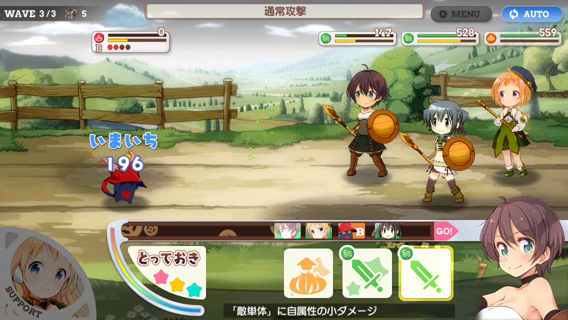 WAVE 3/3 5
通常攻撃
MENU
AUTO
0
147
528
559
いまいち
196
GO!
とっておき
SUPPORT
「敵単体」に自属性の小ダメージ